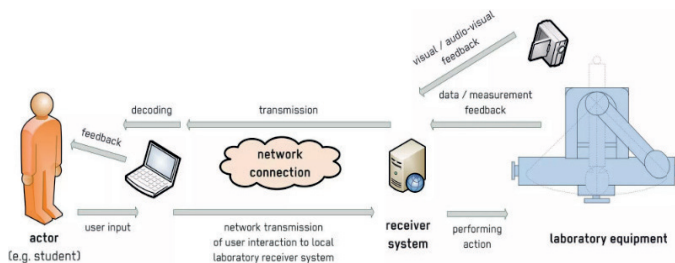 visual / audio-visual
feedback
data / measurement
feedback
decoding
transmission
feedback
network
connection
user input
network transmission
of user interaction to local
laboratory receiver system
receiver
system
performing
action
actor
(e.g. student)
laboratory equipment